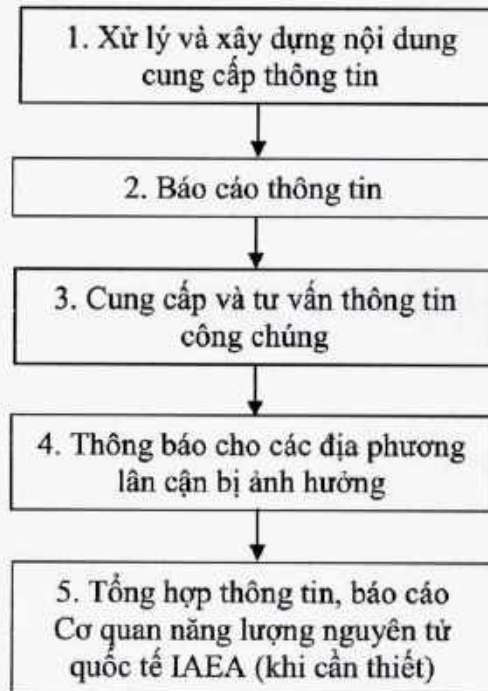 1. Xử lý và xây dựng nội dung
cung cấp thông tin
2. Báo cáo thông tin
3. Cung cấp và tư vấn thông tin
công chúng
4. Thông báo cho các địa phương
lân cận bị ảnh hưởng
5. Tổng hợp thông tin, báo cáo
Cơ quan năng lượng nguyên tử
quốc tế IAEA (khi cần thiết)